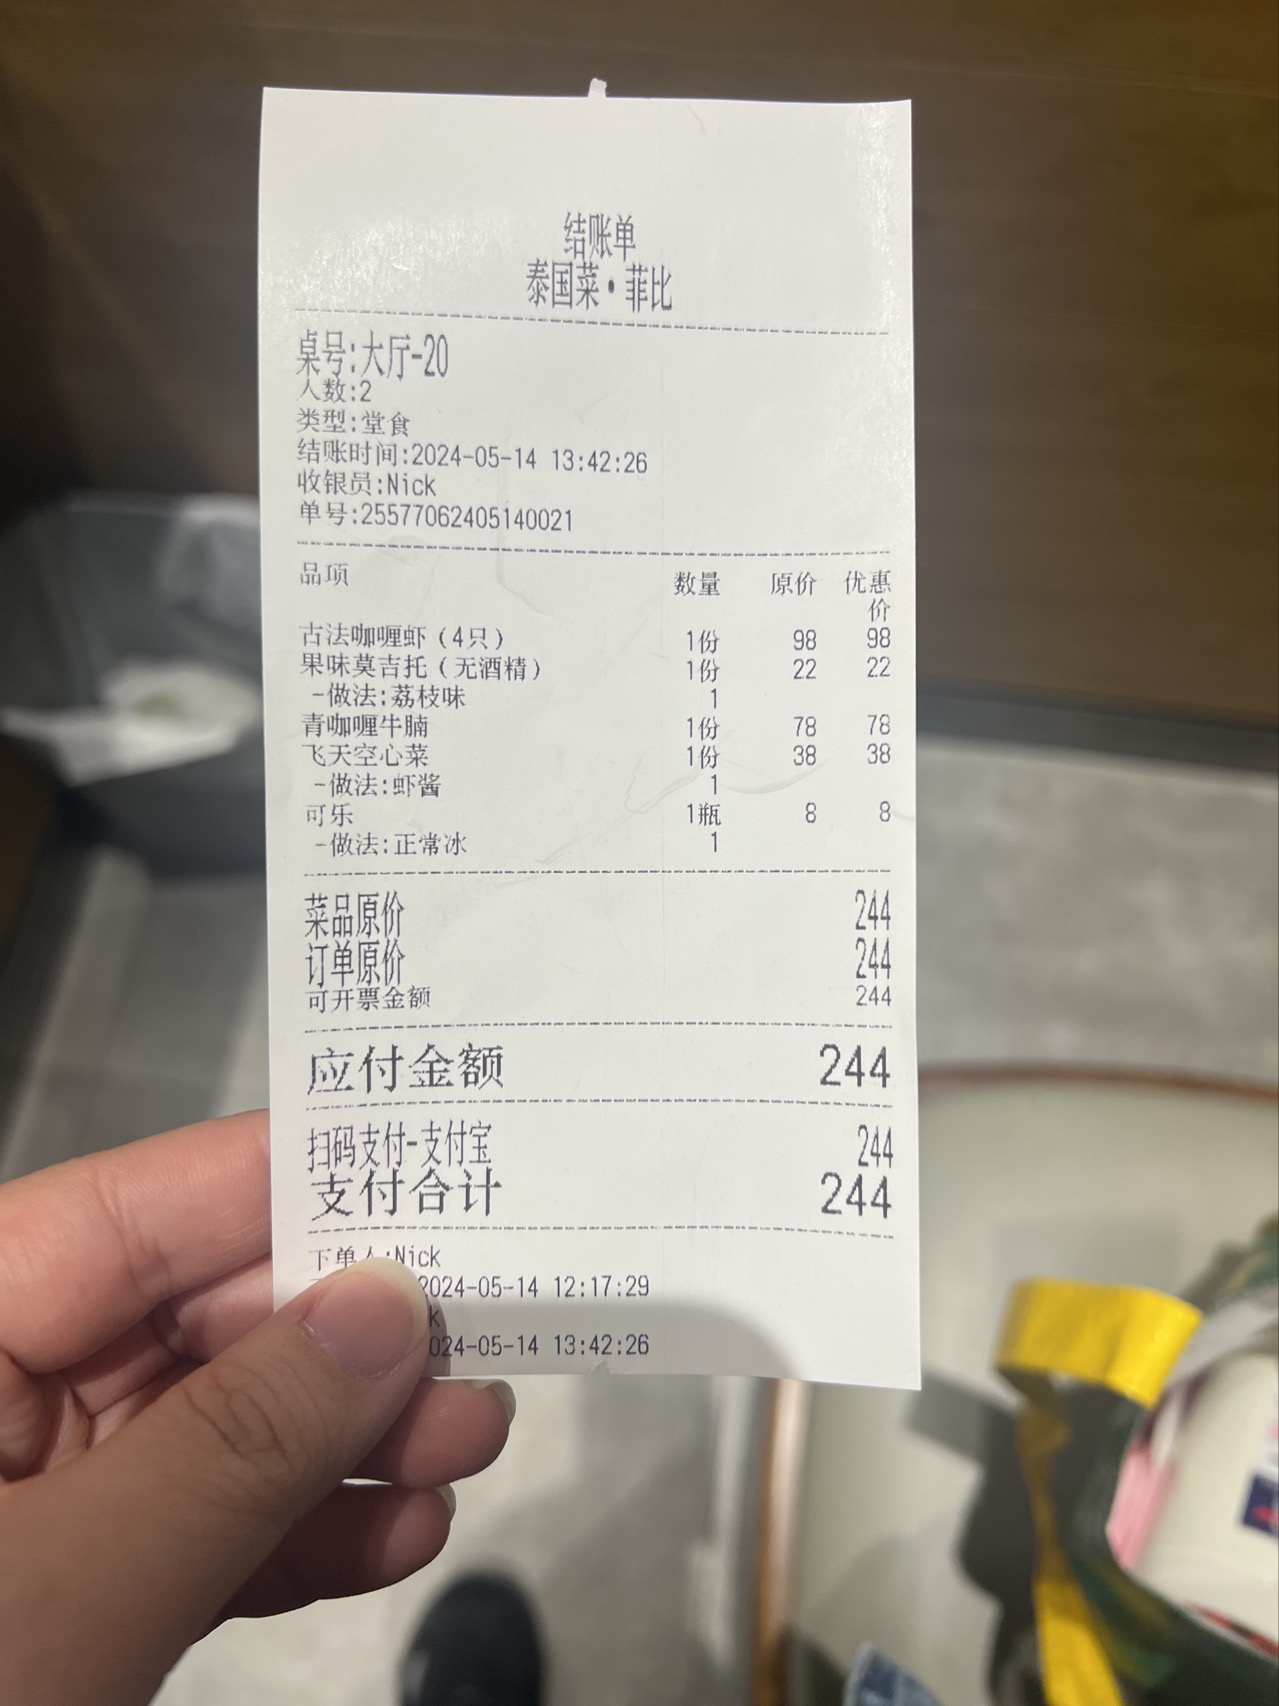 结账单
泰国菜·菲比
桌号:大厅-20
人数:2
类型:堂食
结账时间:2024-05-14 13:42:26
收银员:Nick
单号:25577062405140021
品项 数量 原价 优惠价
古法咖喱虾（4只） 1份 98 98
果味莫吉托（无酒精） 1份 22 22
-做法:荔枝味 1
青咖喱牛腩 1份 78 78
飞天空心菜 1份 38 38
-做法:虾酱 1
可乐 1瓶 8 8
-做法:正常冰 1
菜品原价 244
订单原价 244
可开票金额 244
应付金额 244
扫码支付-支付宝 244
支付合计 244
下单人:Nick
2024-05-14 12:17:29
k
024-05-14 13:42:26